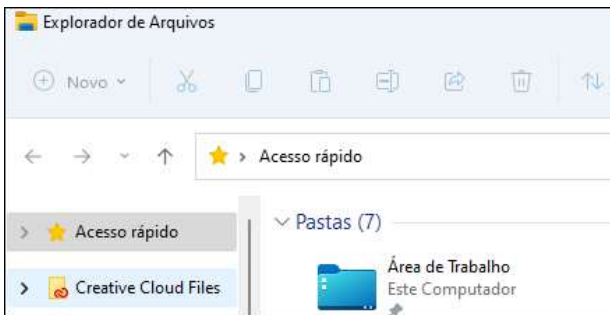 Explorador de Arquivos
Novo
Acesso rápido
Acesso rápido
Pastas (7)
Creative Cloud Files
Área de Trabalho
Este Computador